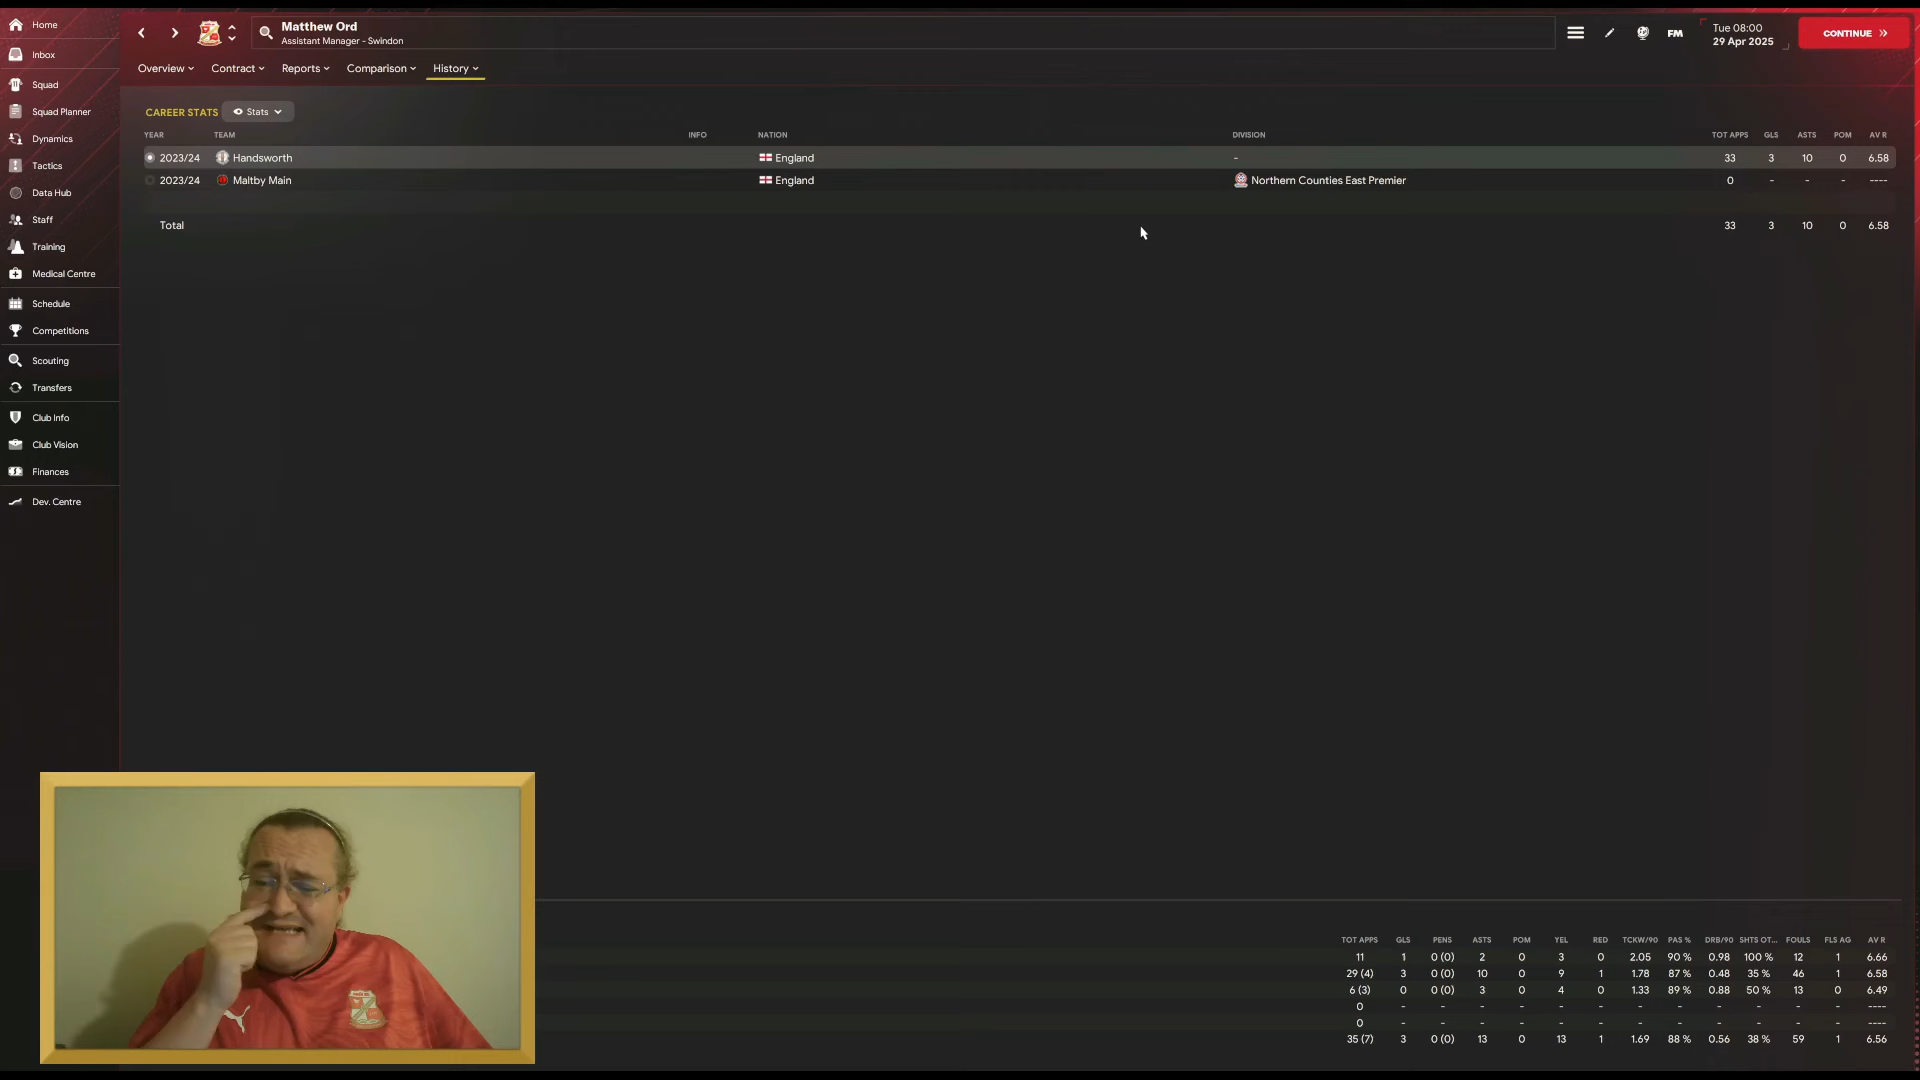 Home
Inbox
Squad
Squad Planner
Dynamics
Tactics
Data Hub
Staff
Training
Medical Centre
Schedule
Competitions
Scouting
Transfers
Club Info
Club Vision
Finances
Dev. Centre
Matthew Ord
Assistant Manager - Swindon
FM
Tue 08:00
29 Apr 2025
CONTINUE
Overview Contract Reports Comparison History
CAREER STATS Stats
YEAR TEAM INFO NATION DIVISION TOT APPS GLS ASTS POM AV R
2023/24 Handsworth England - 33 3 10 0 6.58
2023/24 Maltby Main England Northern Counties East Premier 0 - - - ----
Total 33 3 10 0 6.58
TOT APPS GLS PENS ASTS POM YEL RED TCKW/90 PAS % DRB/90 SHTS OT... FOULS FLS AG AV R
11 1 0 (0) 2 0 3 0 2.05 90 % 0.98 100 % 12 1 6.66
29 (4) 3 0 (0) 10 0 9 1 1.78 87 % 0.48 35 % 46 1 6.58
6 (3) 0 0 (0) 3 0 4 0 1.33 89 % 0.88 50 % 13 0 6.49
0 - - - - - - - - - - - - ----
0 - - - - - - - - - - - - ----
35 (7) 3 0 (0) 13 0 13 1 1.69 88 % 0.56 38 % 59 1 6.56